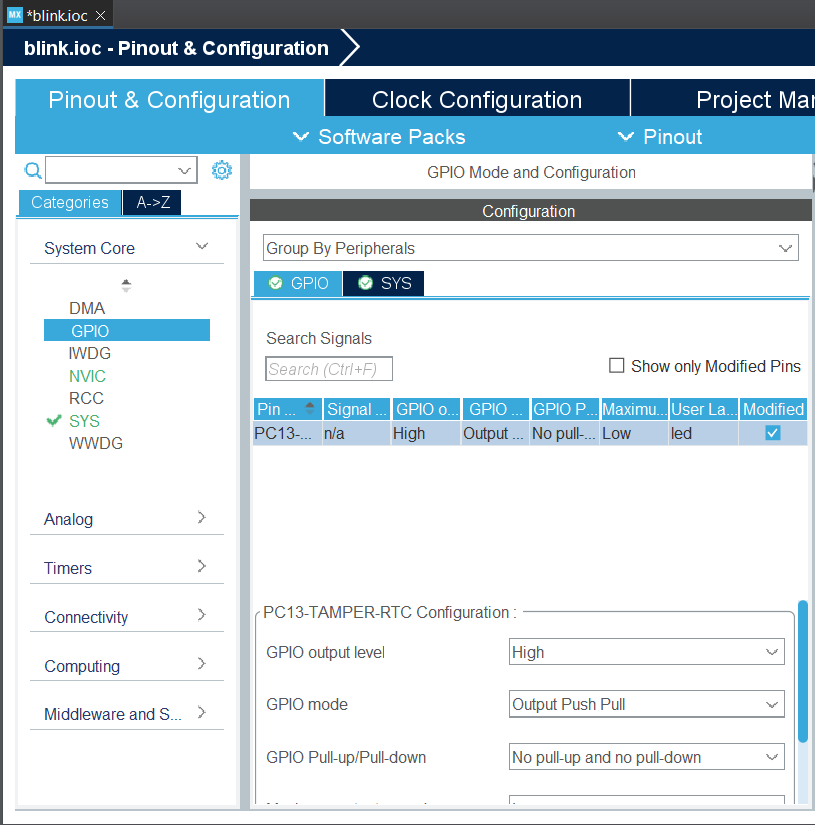 MX *blink.ioc
blink.ioc - Pinout & Configuration
Pinout & Configuration
Clock Configuration
Project Mar
Software Packs
Pinout
Categories
A->Z
System Core
DMA
GPIO
IWDG
NVIC
RCC
SYS
WWDG
Analog
Timers
Connectivity
Computing
Middleware and S...
GPIO Mode and Configuration
Configuration
Group By Peripherals
GPIO
SYS
Search Signals
Search (Ctrl+F)
Show only Modified Pins
Pin ... Signal ... GPIO o... GPIO ... GPIO P... Maximu... User La... Modified
PC13-... n/a High Output ... No pull-... Low led
PC13-TAMPER-RTC Configuration :
GPIO output level High
GPIO mode Output Push Pull
GPIO Pull-up/Pull-down No pull-up and no pull-down